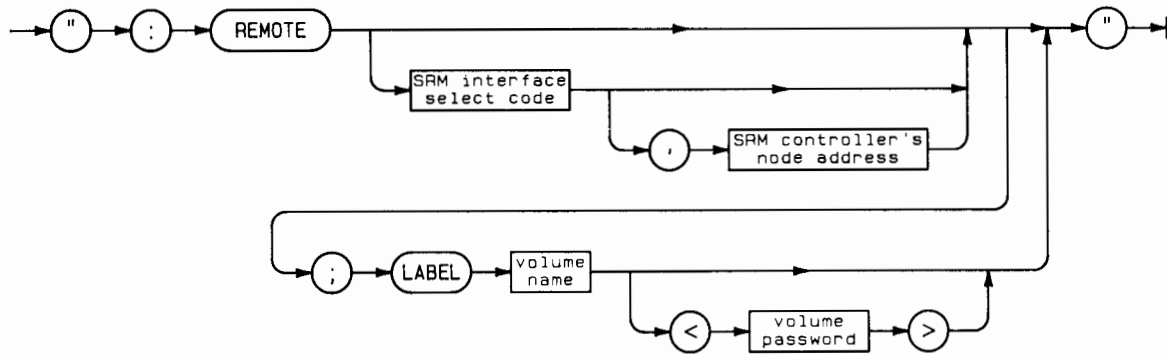 " : REMOTE "
SRM interface
select code
, SRM controller's
node address
; LABEL volume
name
< volume
password >